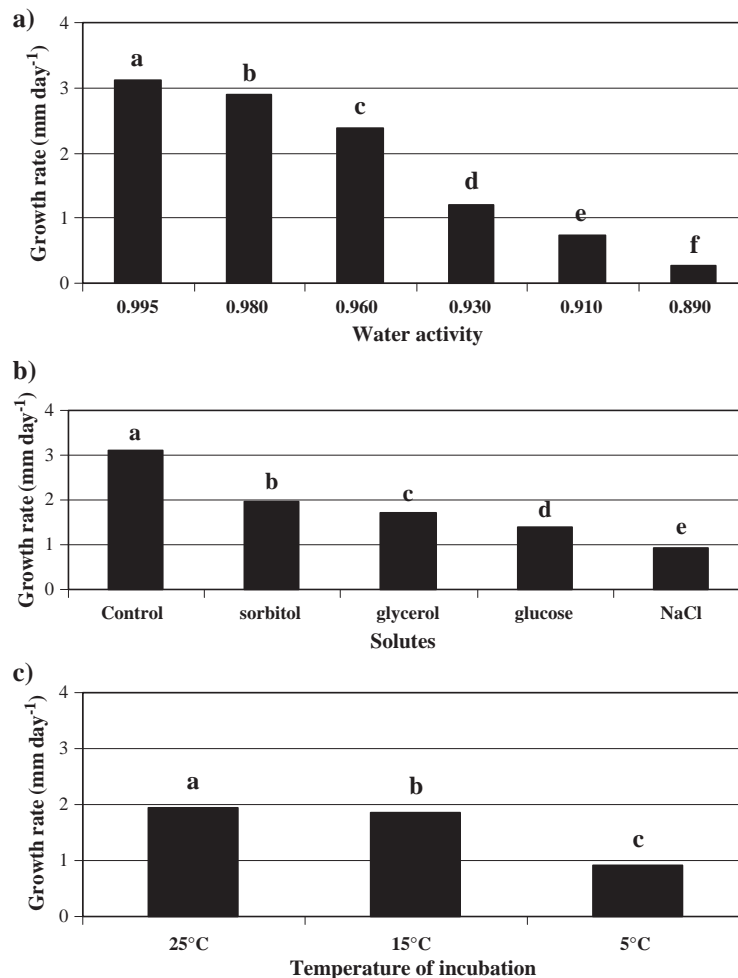 a)
4
3
2
1
0
Growth rate (mm day⁻¹)
a
b
c
d
e
f
0.995 0.980 0.960 0.930 0.910 0.890
Water activity
b)
4
3
2
1
0
Growth rate (mm day⁻¹)
a
b
c
d
e
Control sorbitol glycerol glucose NaCl
Solutes
c)
4
3
2
1
0
Growth rate (mm day⁻¹)
a
b
c
25°C 15°C 5°C
Temperature of incubation